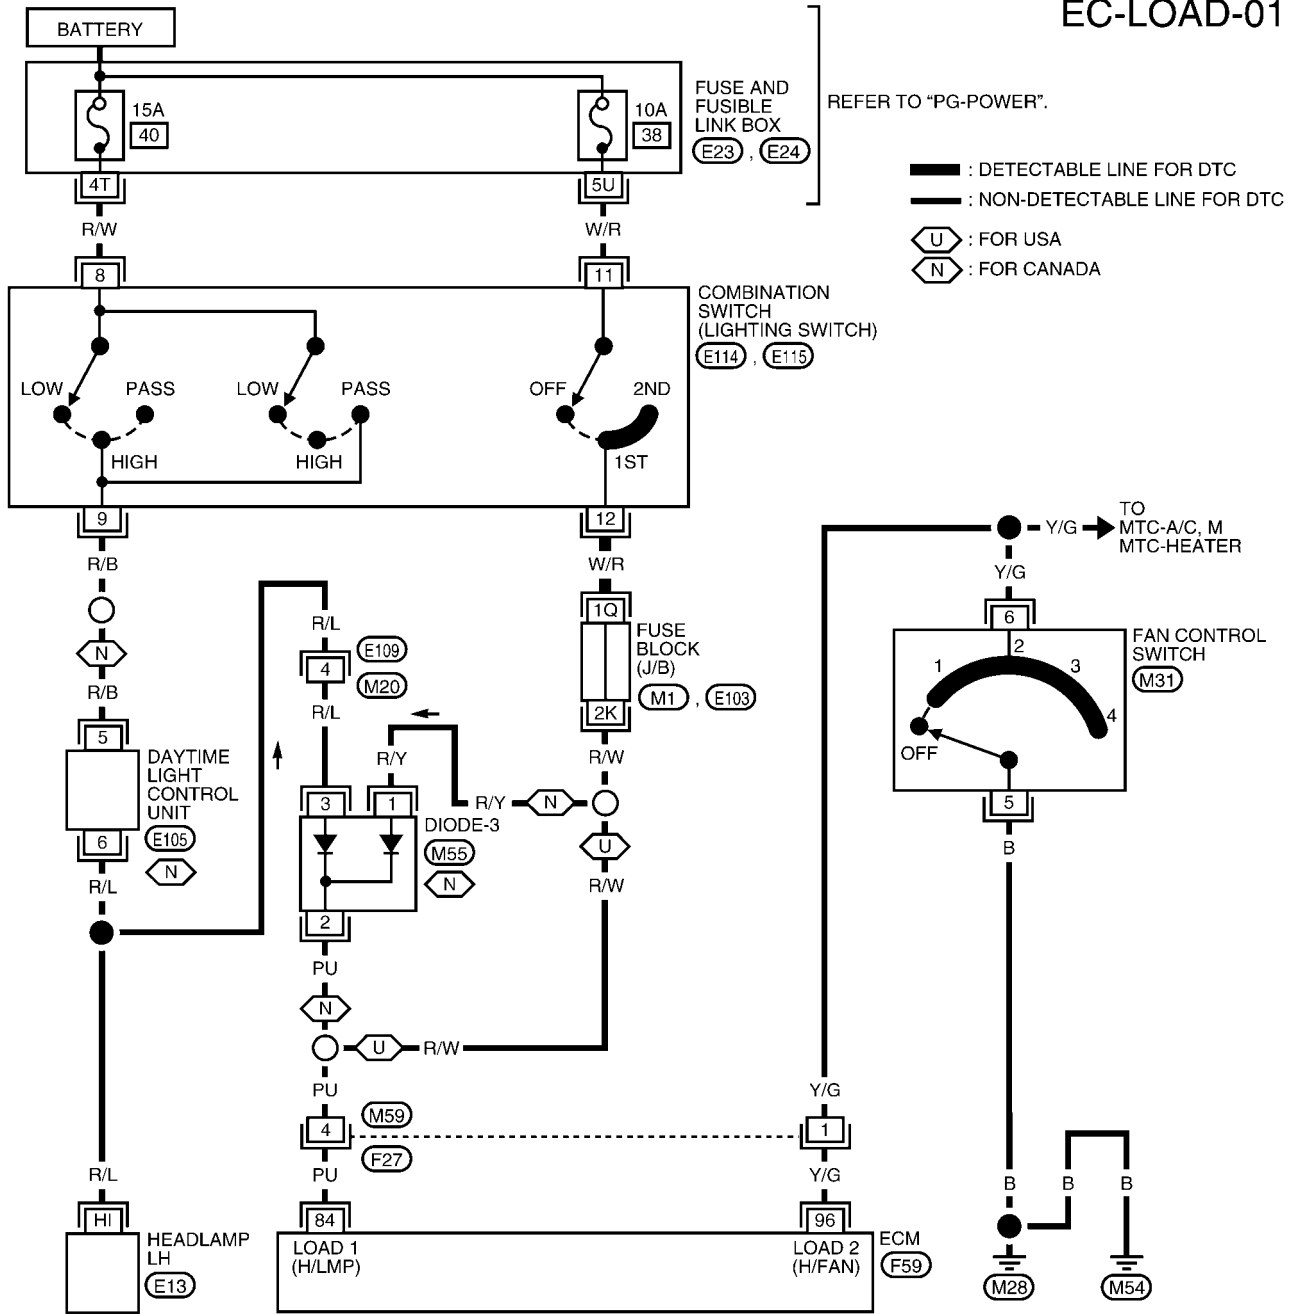 EC-LOAD-01
BATTERY
15A
40
10A
38
FUSE AND
FUSIBLE
LINK BOX
E23 , E24
REFER TO “PG-POWER”.
: DETECTABLE LINE FOR DTC
: NON-DETECTABLE LINE FOR DTC
U : FOR USA
N : FOR CANADA
4T
5U
R/W
W/R
8
11
COMBINATION
SWITCH
(LIGHTING SWITCH)
E114 , E115
LOW
PASS
HIGH
LOW
PASS
HIGH
OFF
2ND
1ST
9
12
R/B
W/R
N
R/B
5
DAYTIME
LIGHT
CONTROL
UNIT
E105
N
6
R/L
R/L
4
E109
M20
R/L
1Q
FUSE
BLOCK
(J/B)
M1 , E103
2K
R/W
R/Y
R/Y
N
U
R/W
3
1
DIODE-3
M55
N
2
PU
N
U
R/W
PU
4
M59
F27
PU
Y/G
TO
MTC-A/C, M
MTC-HEATER
Y/G
6
FAN CONTROL
SWITCH
M31
1
2
3
4
OFF
5
B
Y/G
1
Y/G
B
B
B
M28
M54
R/L
HI
HEADLAMP
LH
E13
84
96
LOAD 1
(H/LMP)
LOAD 2
(H/FAN)
ECM
F59